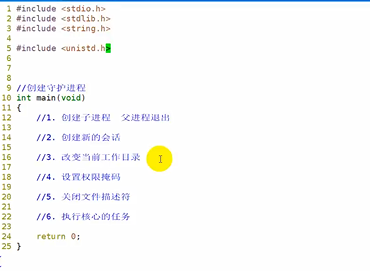 1 #include <stdio.h>
2 #include <stdlib.h>
3 #include <string.h>
4
5 #include <unistd.h>
6
7
8
9 //创建守护进程
10 int main(void)
11 {
12 //1. 创建子进程 父进程退出
13
14 //2. 创建新的会话
15
16 //3. 改变当前工作目录
17
18 //4. 设置权限掩码
19
20 //5. 关闭文件描述符
21
22 //6. 执行核心的任务
23
24 return 0;
25 }